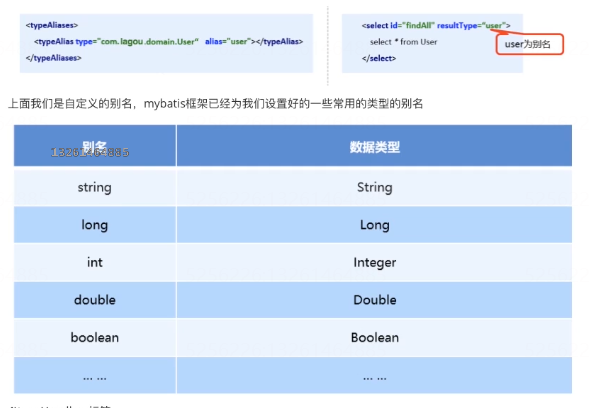 <typeAliases>
<typeAlias type="com.lagou.domain.User" alias="user"></typeAlias>
</typeAliases>
<select id="findAll" resultType="user">
select * from User
</select>
user为别名
上面我们是自定义的别名，mybatis框架已经为我们设置好的一些常用的类型的别名
别名 数据类型
string String
long Long
int Integer
double Double
boolean Boolean
... ... ... ...